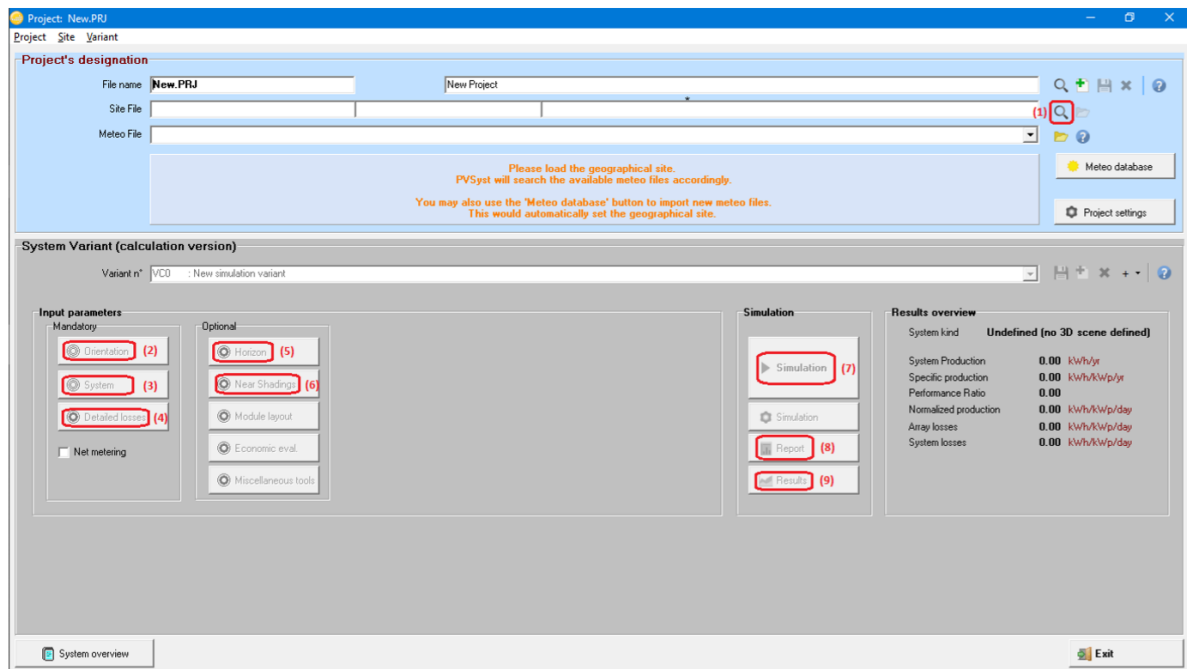 Project: New.PRJ
Project Site Variant
Project's designation
File name New.PRJ New Project
Site File * (1)
Meteo File
Please load the geographical site.
PVSyst will search the available meteo files accordingly.
You may also use the 'Meteo database' button to import new meteo files.
This would automatically set the geographical site.
Meteo database
Project settings
System Variant (calculation version)
Variant n° VC0 : New simulation variant
Input parameters
Mandatory
Orientation (2)
System (3)
Detailed losses (4)
Net metering
Optional
Horizon (5)
Near Shadings (6)
Module layout
Economic eval.
Miscellaneous tools
Simulation
Simulation (7)
Simulation
Report (8)
Results (9)
Results overview
System kind Undefined (no 3D scene defined)
System Production 0.00 kWh/yr
Specific production 0.00 kWh/kWp/yr
Performance Ratio 0.00
Normalized production 0.00 kWh/kWp/day
Array losses 0.00 kWh/kWp/day
System losses 0.00 kWh/kWp/day
System overview
Exit